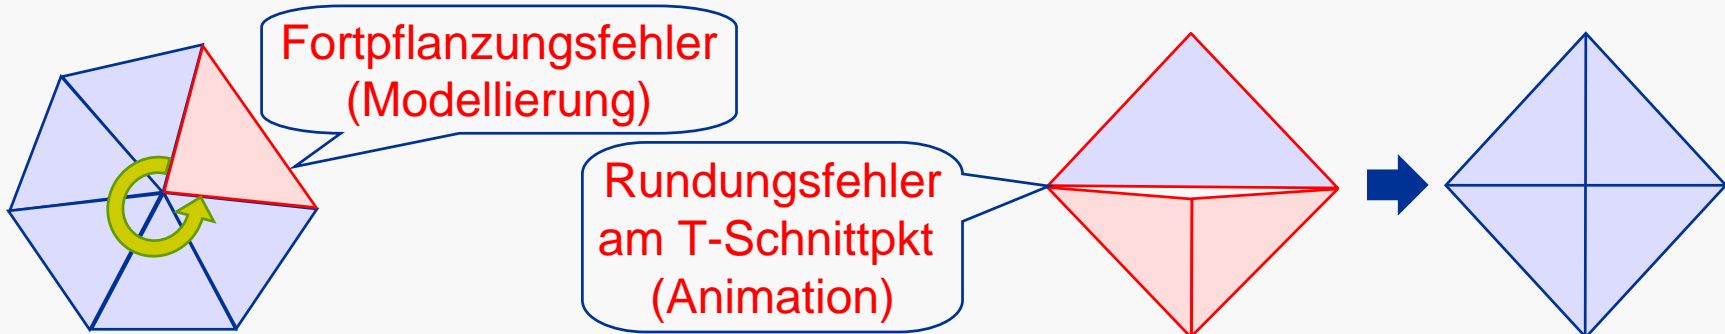 Fortpflanzungsfehler
(Modellierung)
Rundungsfehler
am T-Schnittpkt
(Animation)